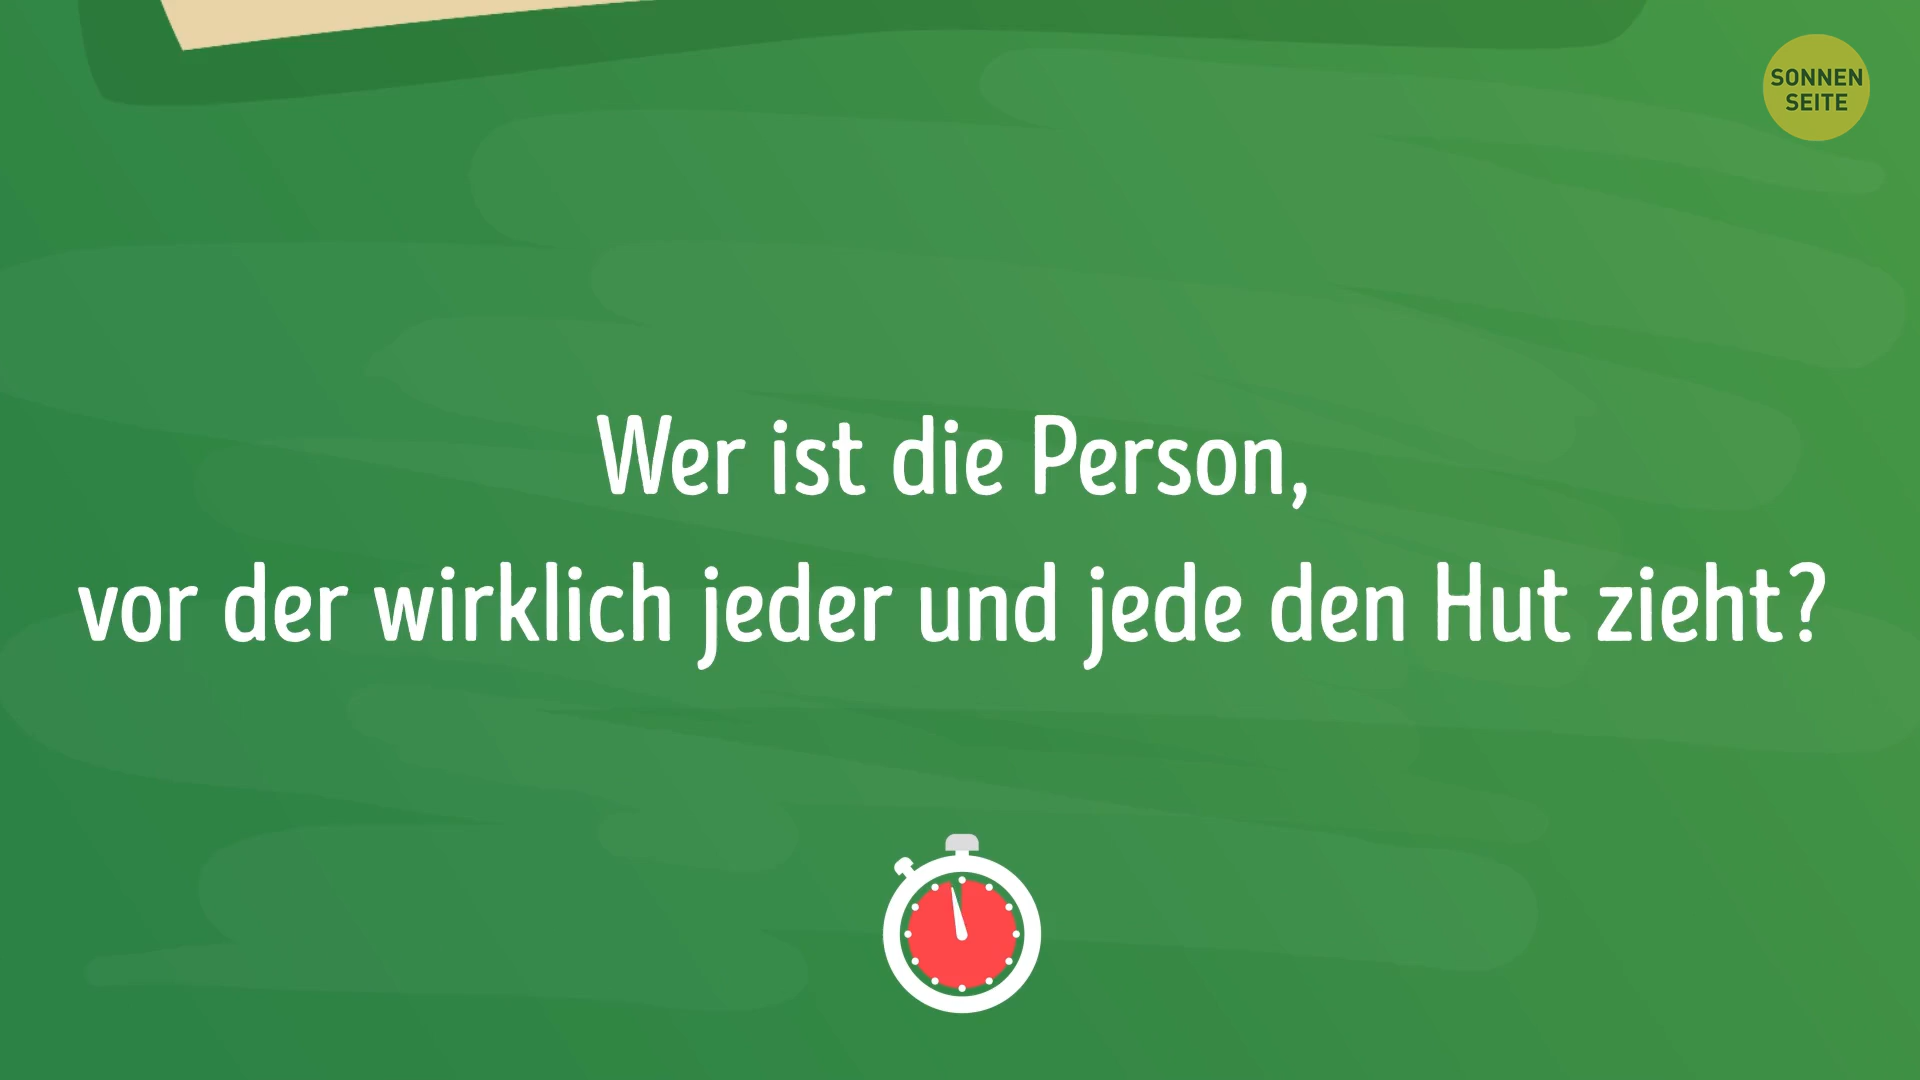 SONNEN
SEITE
Wer ist die Person,
vor der wirklich jeder und jede den Hut zieht?